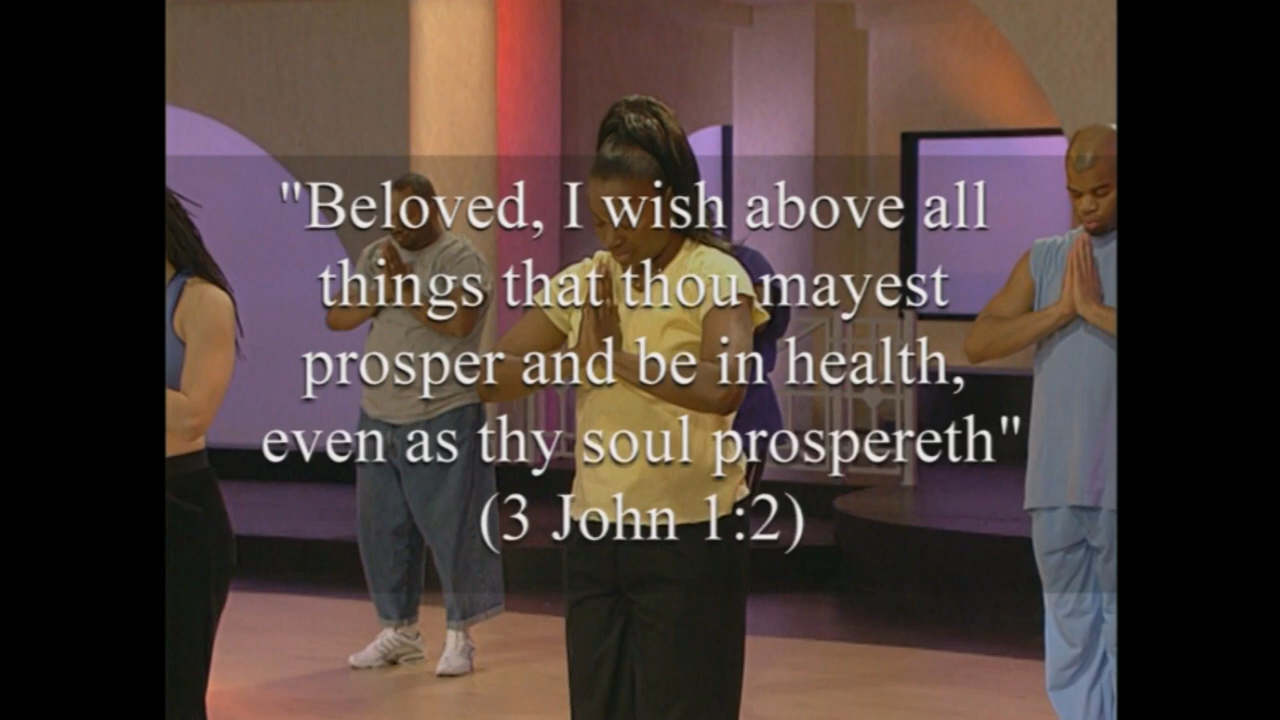 "Beloved, I wish above all
things that thou mayest
prosper and be in health,
even as thy soul prospereth"
(3 John 1:2)